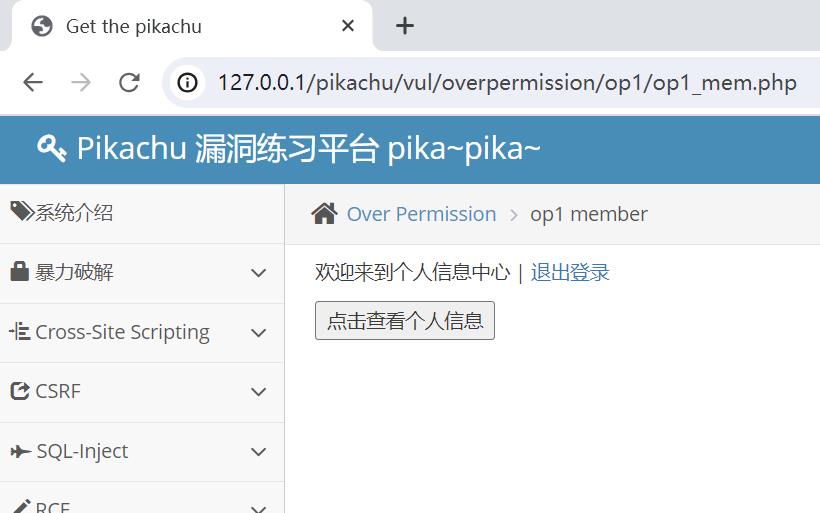 Get the pikachu
127.0.0.1/pikachu/vul/overpermission/op1/op1_mem.php
Pikachu 漏洞练习平台 pika~pika~
系统介绍
Over Permission > op1 member
暴力破解
欢迎来到个人信息中心 | 退出登录
点击查看个人信息
Cross-Site Scripting
CSRF
SQL-Inject
RCE